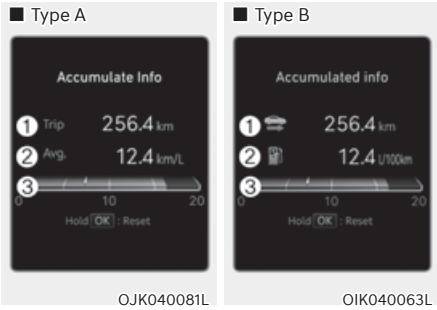 ■ Type A
Accumulate Info
① Trip 256.4 km
② Avg. 12.4 km/L
③
0 10 20
Hold OK : Reset
OJK040081L
■ Type B
Accumulated info
① 256.4 km
② 12.4 L/100km
③
0 10 20
Hold OK : Reset
OIK040063L